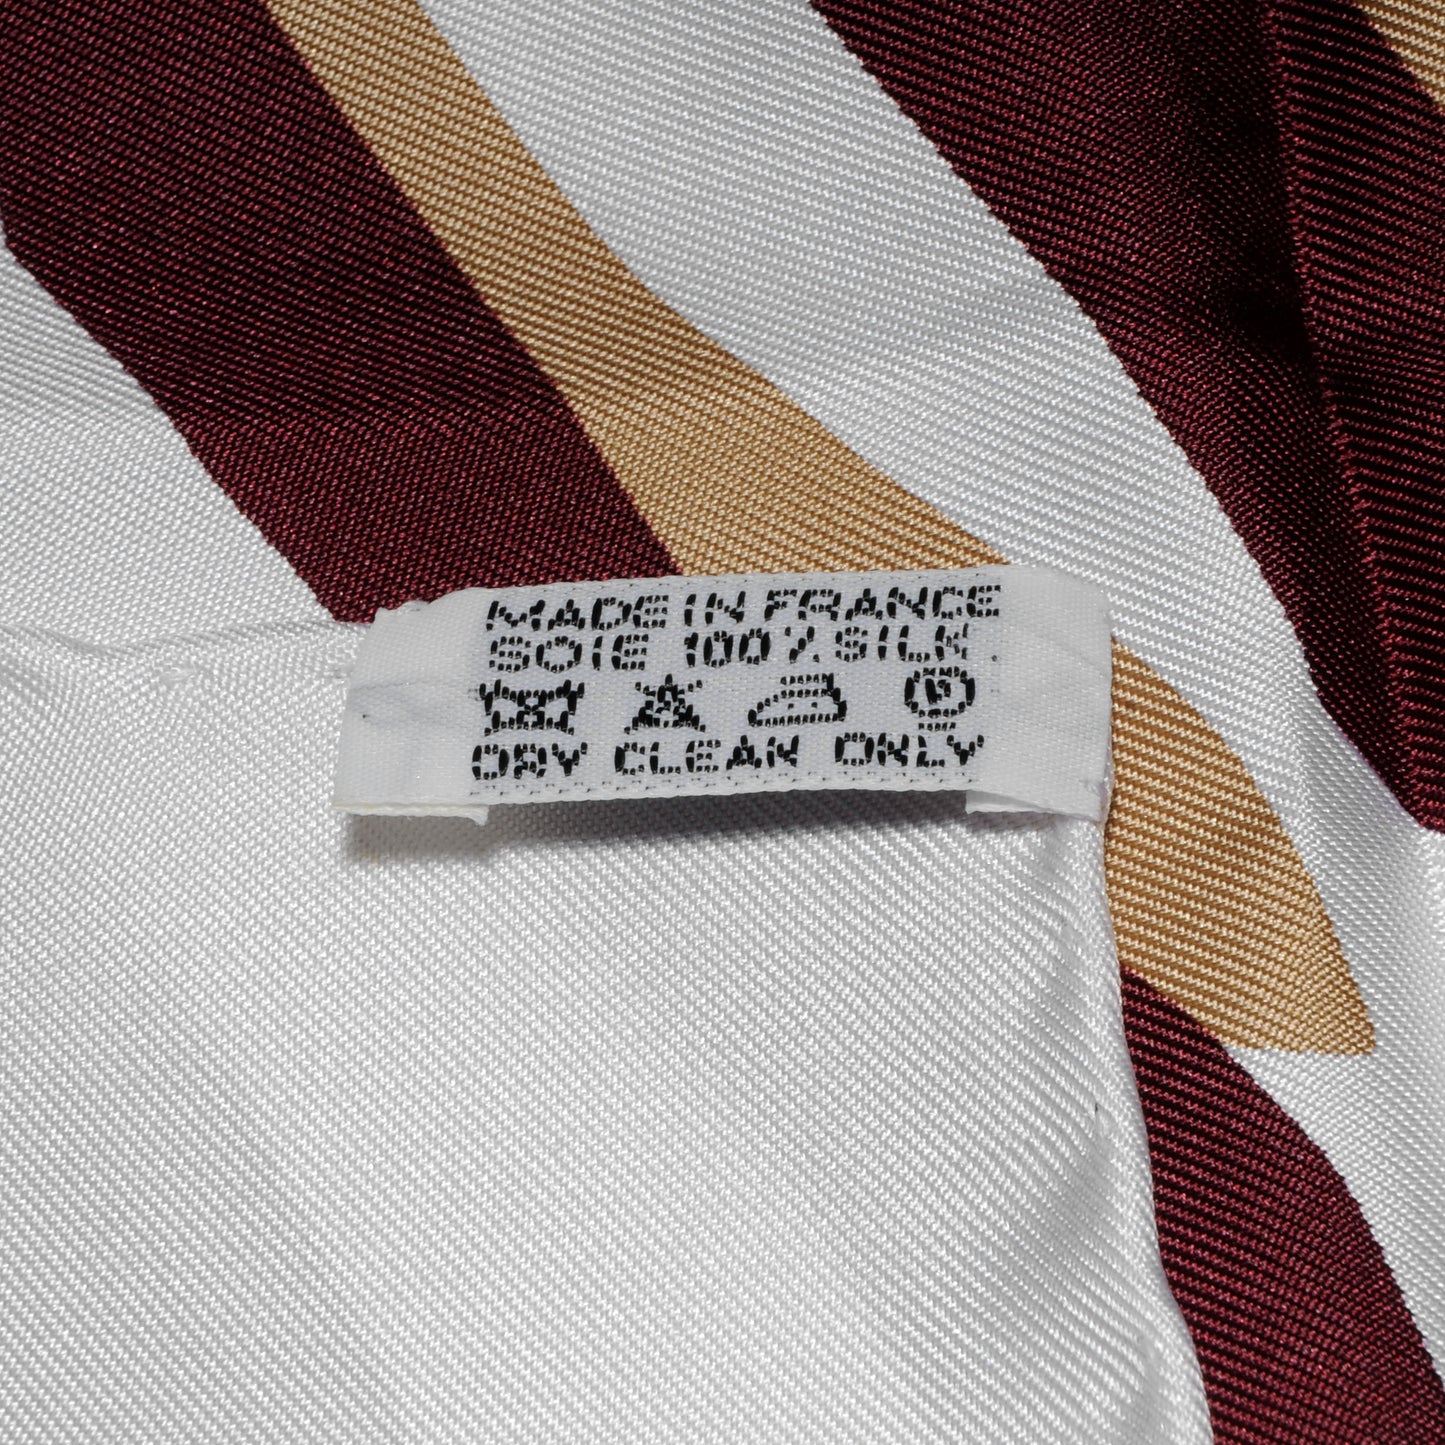 MADE IN FRANCE
SOIE 100% SILK
P
DRY CLEAN ONLY